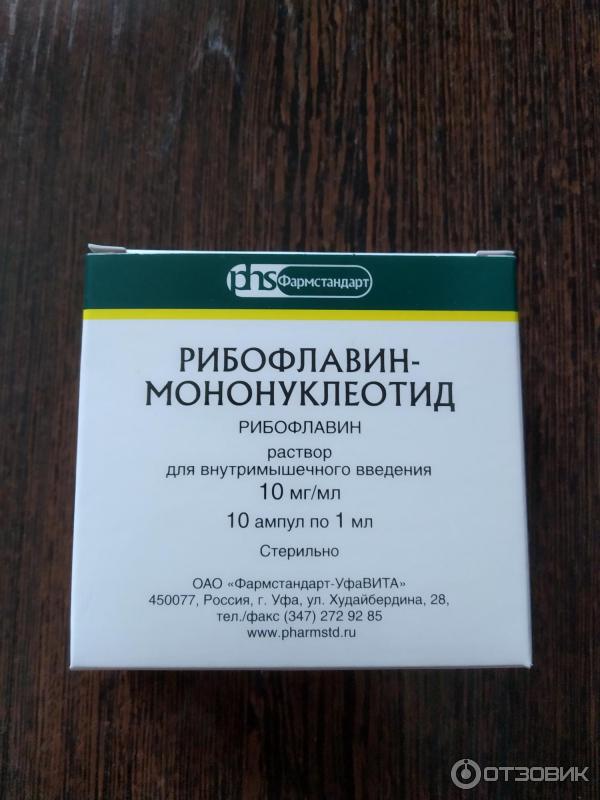 phs Фармстандарт
РИБОФЛАВИН-
МОНОНУКЛЕОТИД
РИБОФЛАВИН
раствор
для внутримышечного введения
10 мг/мл
10 ампул по 1 мл
Стерильно
ОАО «Фармстандарт-УфаВИТА»
450077, Россия, г. Уфа, ул. Худайбердина, 28,
тел./факс (347) 272 92 85
www.pharmstd.ru
ОТЗОВИК